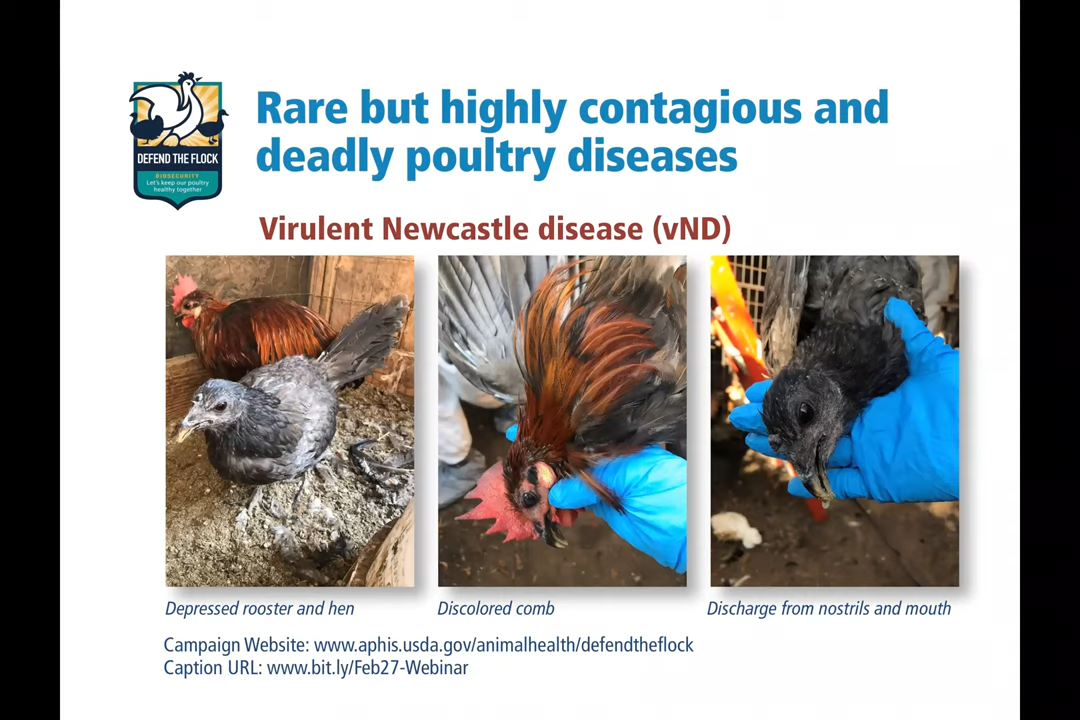 Rare but highly contagious and
deadly poultry diseases
DEFEND THE FLOCK
BIOSECURITY
Let's keep our poultry
healthy together
Virulent Newcastle disease (vND)
Depressed rooster and hen
Discolored comb
Discharge from nostrils and mouth
Campaign Website: www.aphis.usda.gov/animalhealth/defendtheflock
Caption URL: www.bit.ly/Feb27-Webinar